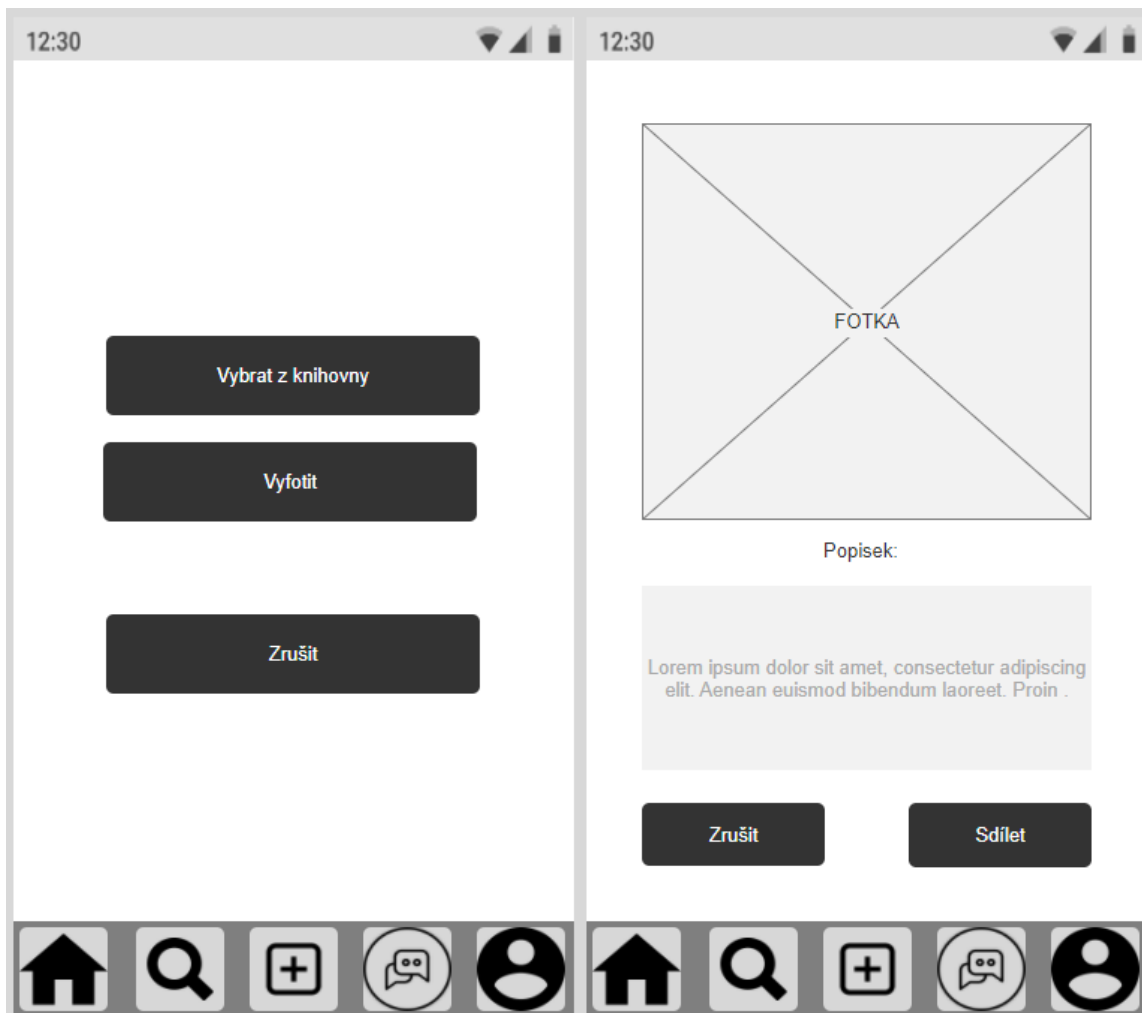 12:30
Vybrat z knihovny
Vyfotit
Zrušit
12:30
FOTKA
Popisek:
Lorem ipsum dolor sit amet, consectetur adipiscing
elit. Aenean euismod bibendum laoreet. Proin .
Zrušit
Sdílet